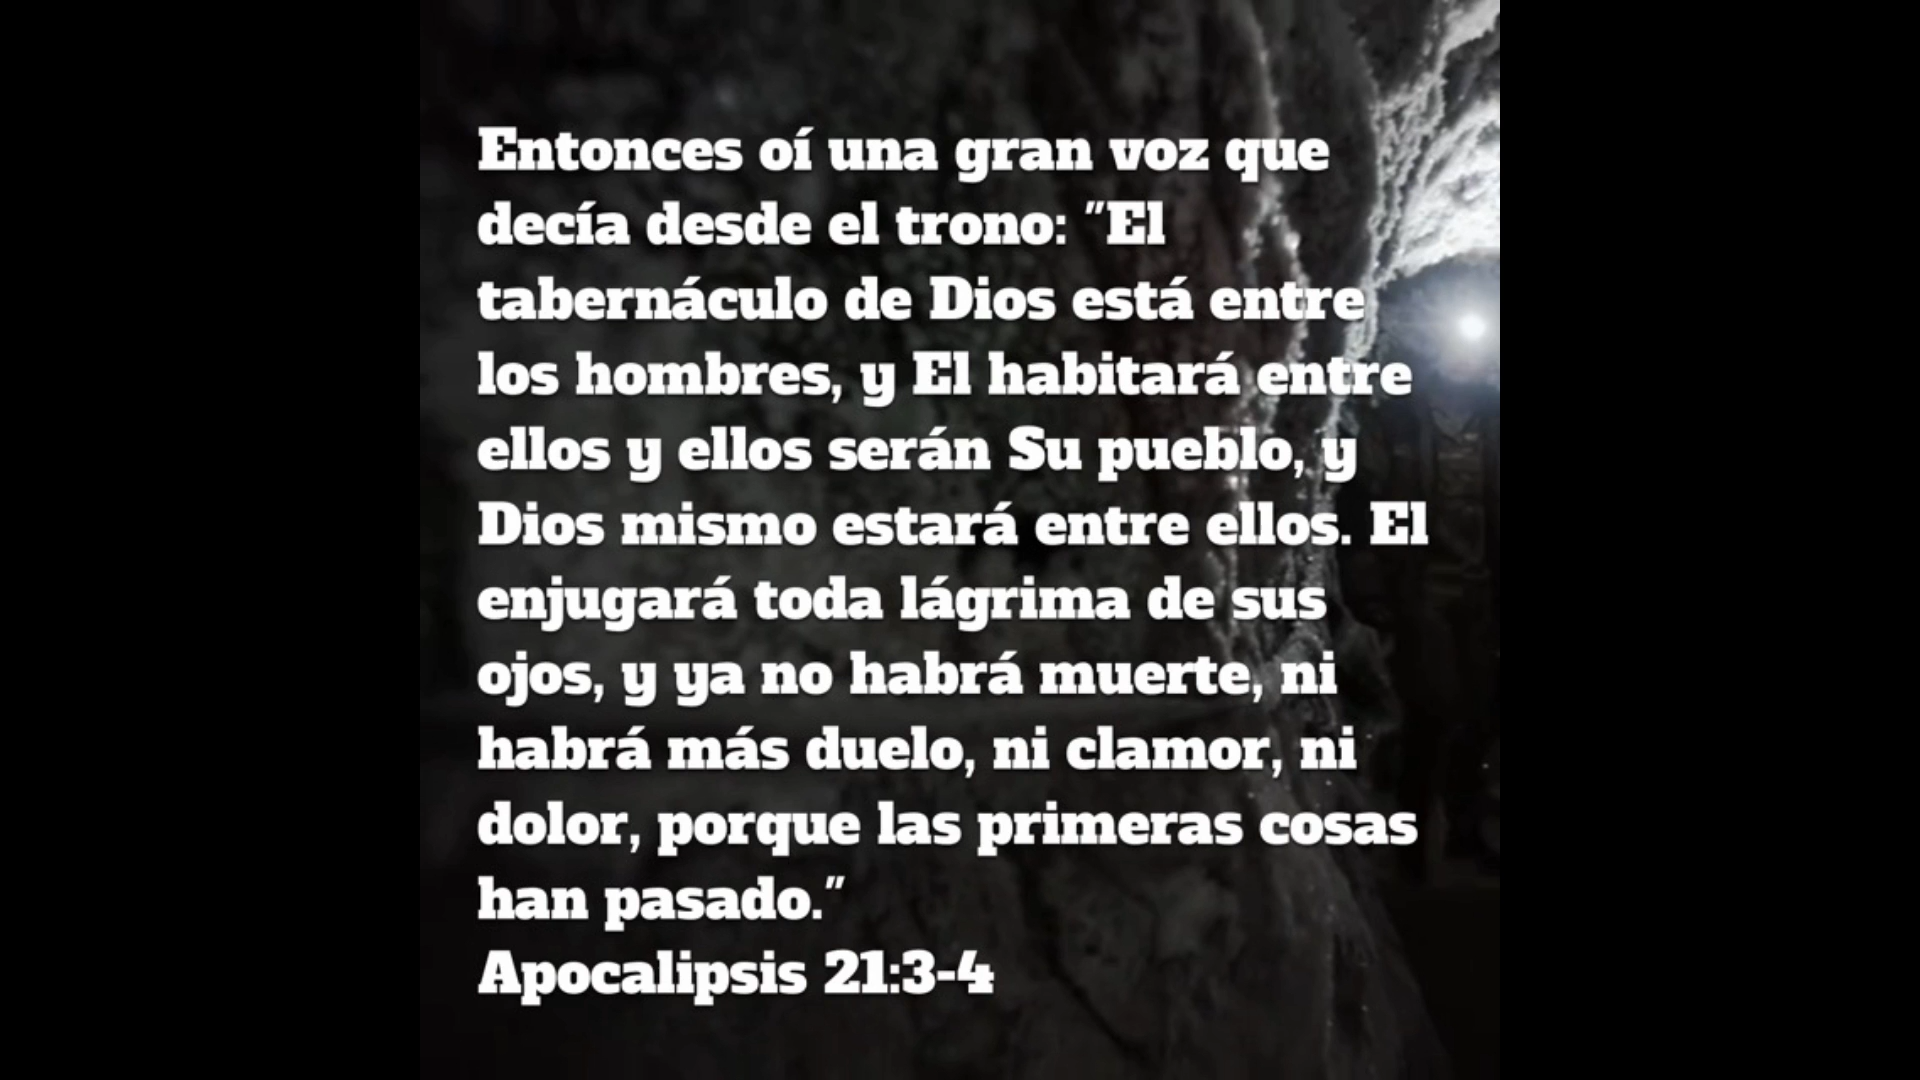 Entonces oí una gran voz que
decía desde el trono: "El
tabernáculo de Dios está entre
los hombres, y El habitará entre
ellos y ellos serán Su pueblo, y
Dios mismo estará entre ellos. El
enjugará toda lágrima de sus
ojos, y ya no habrá muerte, ni
habrá más duelo, ni clamor, ni
dolor, porque las primeras cosas
han pasado."
Apocalipsis 21:3-4